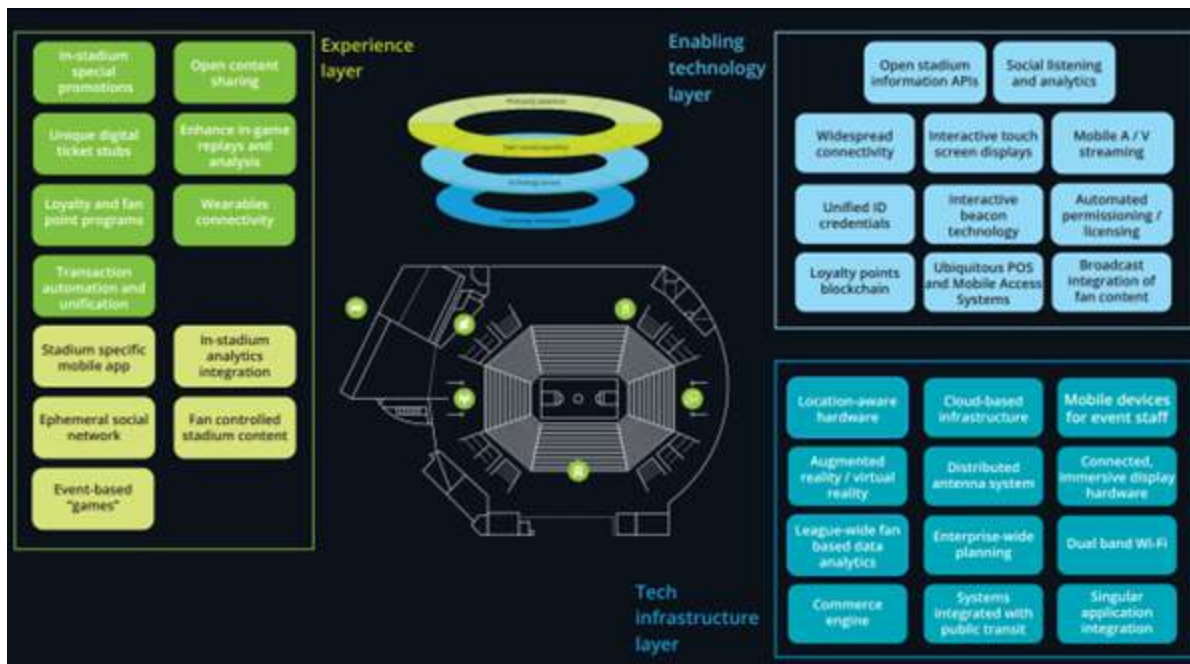 Experience
layer
In-stadium
special
promotions
Open content
sharing
Unique digital
ticket stubs
Enhance in-game
replays and
analysis
Loyalty and fan
point programs
Wearables
connectivity
Transaction
automation and
unification
Stadium specific
mobile app
In-stadium
analytics
integration
Ephemeral social
network
Fan controlled
stadium content
Event-based
"games"
Enabling
technology
layer
Open stadium
information APIs
Social listening
and analytics
Widespread
connectivity
Interactive touch
screen displays
Mobile A / V
streaming
Unified ID
credentials
Interactive
beacon
technology
Automated
permissioning /
licensing
Loyalty points
blockchain
Ubiquitous POS
and Mobile Access
Systems
Broadcast
integration of
fan content
Tech
infrastructure
layer
Location-aware
hardware
Cloud-based
infrastructure
Mobile devices
for event staff
Augmented
reality / virtual
reality
Distributed
antenna system
Connected,
immersive display
hardware
League-wide fan
based data
analytics
Enterprise-wide
planning
Dual band Wi-Fi
Commerce
engine
Systems
integrated with
public transit
Singular
application
integration